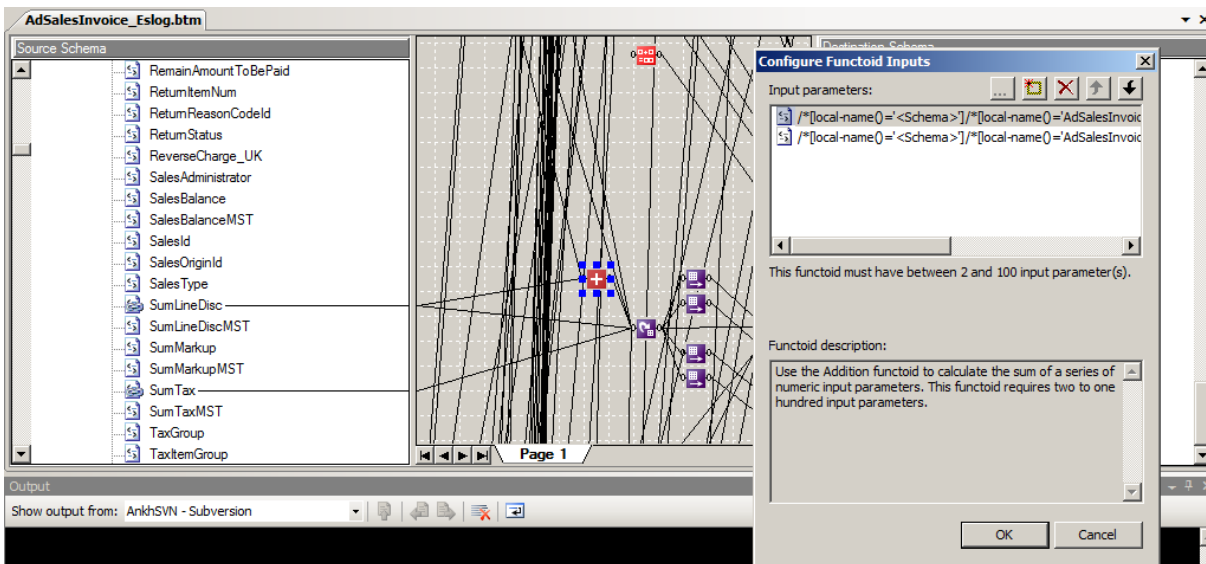 AdSalesInvoice_Eslog.btm
Source Schema
RemainAmountToBePaid
ReturnItemNum
ReturnReasonCodeId
ReturnStatus
ReverseCharge_UK
SalesAdministrator
SalesBalance
SalesBalanceMST
SalesId
SalesOriginId
SalesType
SumLineDisc
SumLineDiscMST
SumMarkup
SumMarkupMST
SumTax
SumTaxMST
TaxGroup
TaxItemGroup
Page 1
Destination Schema
Configure Functoid Inputs
Input parameters:
...
/*[local-name()='<Schema>']/*[local-name()='AdSalesInvoic
/*[local-name()='<Schema>']/*[local-name()='AdSalesInvoic
This functoid must have between 2 and 100 input parameter(s).
Functoid description:
Use the Addition functoid to calculate the sum of a series of
numeric input parameters. This functoid requires two to one
hundred input parameters.
OK Cancel
Output
Show output from: AnkhSVN - Subversion